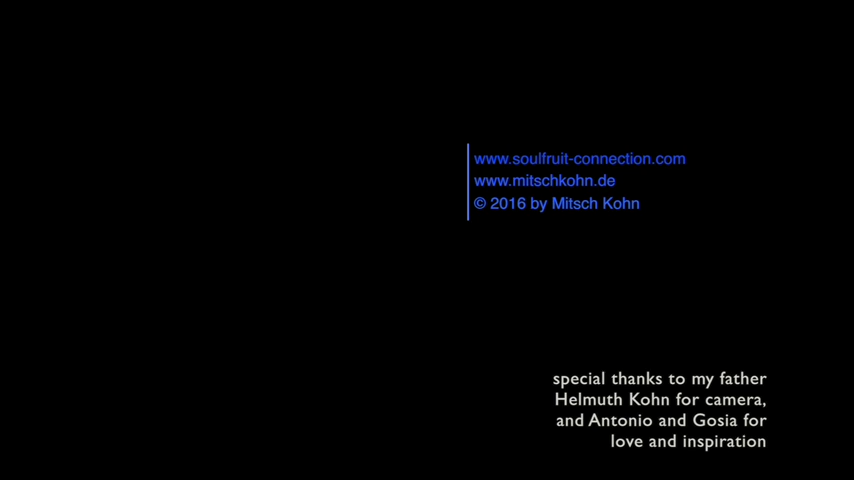 www.soulfruit-connection.com
www.mitschkohn.de
© 2016 by Mitsch Kohn
special thanks to my father
Helmuth Kohn for camera,
and Antonio and Gosia for
love and inspiration